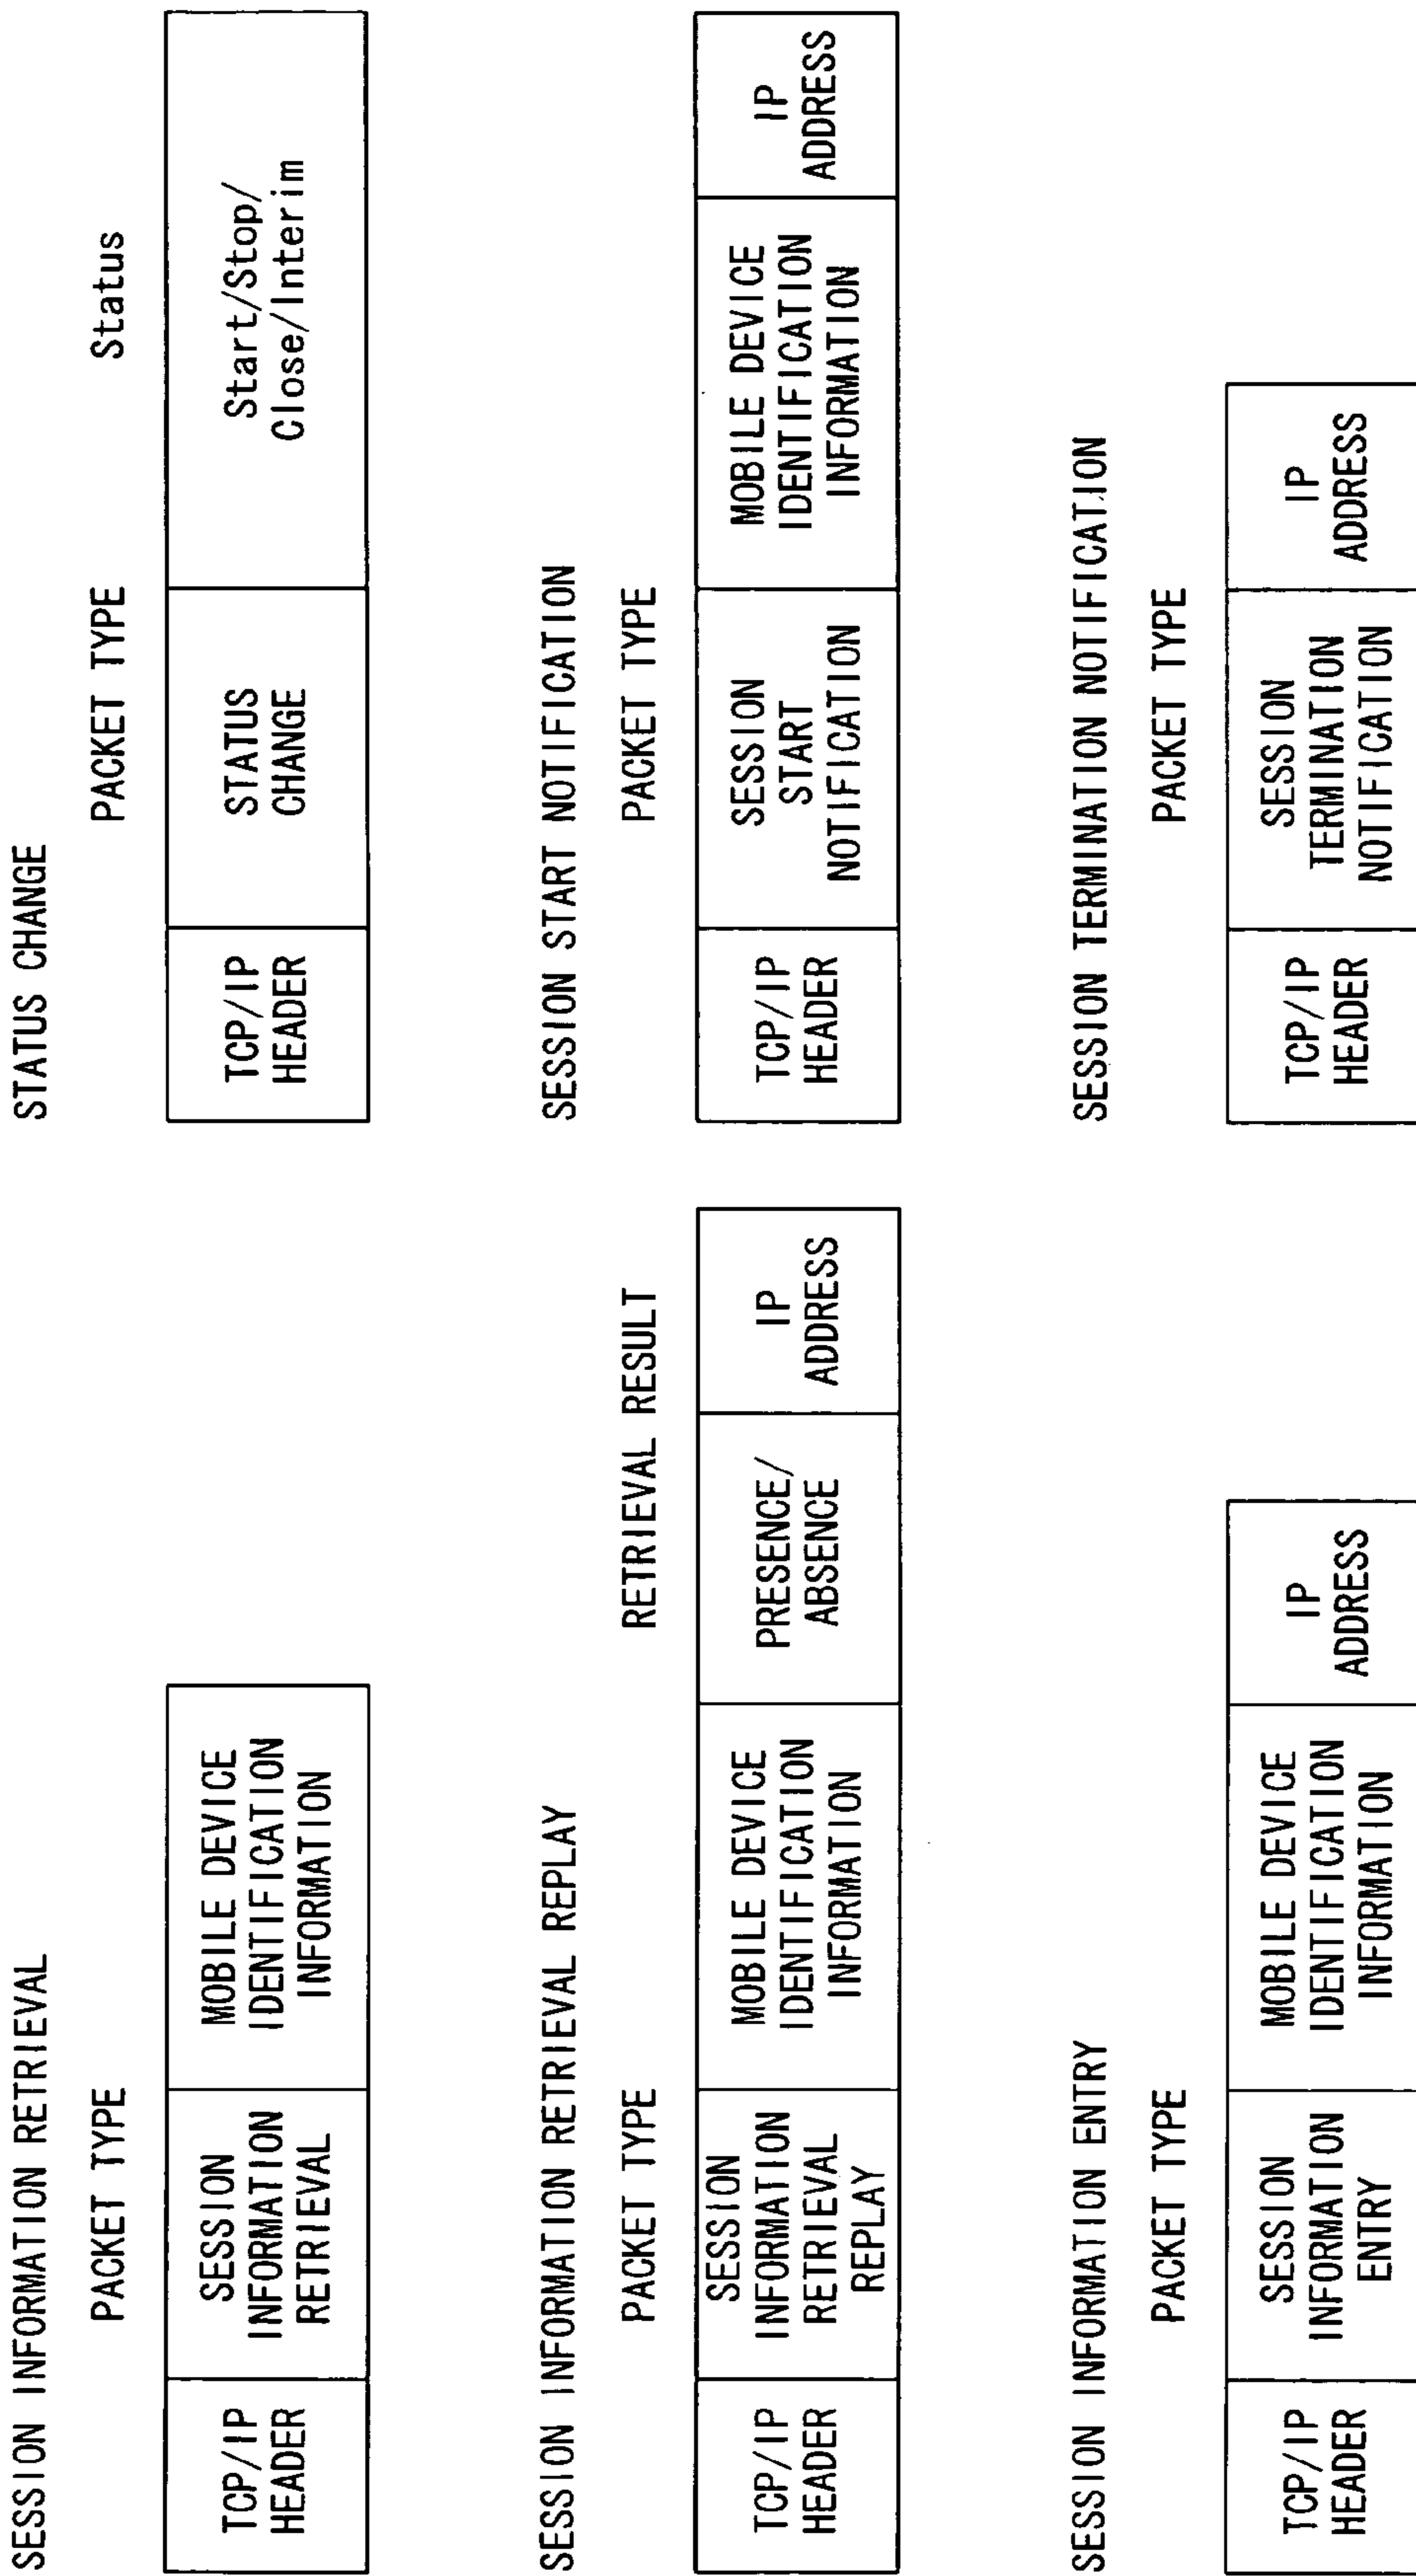 SESSION INFORMATION RETRIEVAL
PACKET TYPE
TCP/IP
HEADER
SESSION
INFORMATION
RETRIEVAL
MOBILE DEVICE
IDENTIFICATION
INFORMATION
STATUS CHANGE
PACKET TYPE
Status
TCP/IP
HEADER
STATUS
CHANGE
Start/Stop/
Close/Interim
SESSION INFORMATION RETRIEVAL REPLAY
PACKET TYPE
RETRIEVAL RESULT
TCP/IP
HEADER
SESSION
INFORMATION
RETRIEVAL
REPLAY
MOBILE DEVICE
IDENTIFICATION
INFORMATION
PRESENCE/
ABSENCE
IP
ADDRESS
SESSION START NOTIFICATION
PACKET TYPE
TCP/IP
HEADER
SESSION
START
NOTIFICATION
MOBILE DEVICE
IDENTIFICATION
INFORMATION
IP
ADDRESS
SESSION INFORMATION ENTRY
PACKET TYPE
TCP/IP
HEADER
SESSION
INFORMATION
ENTRY
MOBILE DEVICE
IDENTIFICATION
INFORMATION
IP
ADDRESS
SESSION TERMINATION NOTIFICATION
PACKET TYPE
TCP/IP
HEADER
SESSION
TERMINATION
NOTIFICATION
IP
ADDRESS